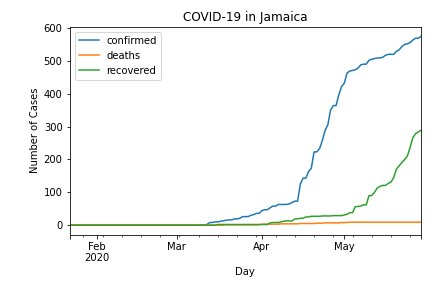 COVID-19 in Jamaica
600
500
400
300
200
100
0
Number of Cases
confirmed
deaths
recovered
Feb
2020
Mar
Apr
May
Day